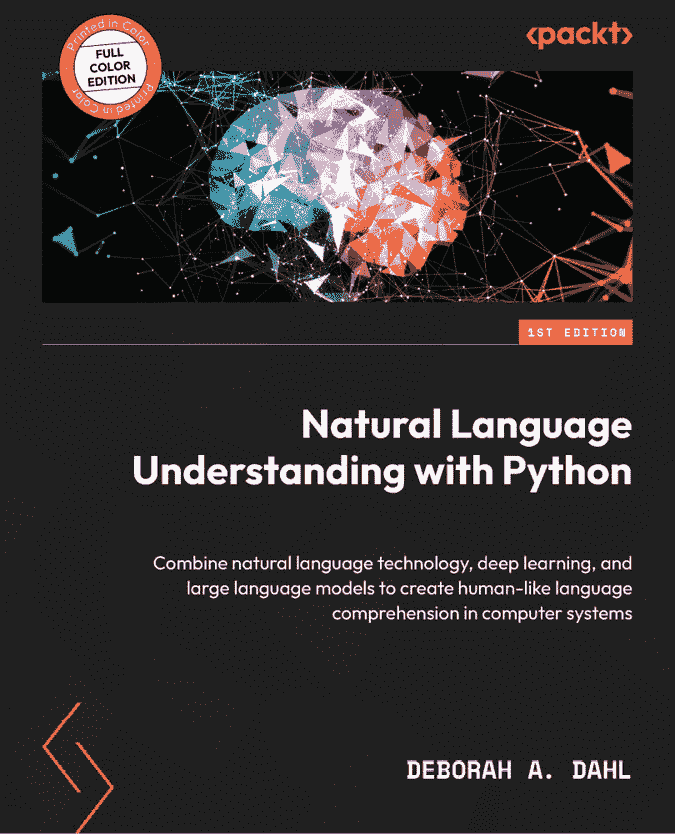 <packt>
Printed in Color
FULL
COLOR
EDITION
Printed in Color
1ST EDITION
Natural Language
Understanding with Python
Combine natural language technology, deep learning, and
large language models to create human-like language
comprehension in computer systems
DEBORAH A. DAHL